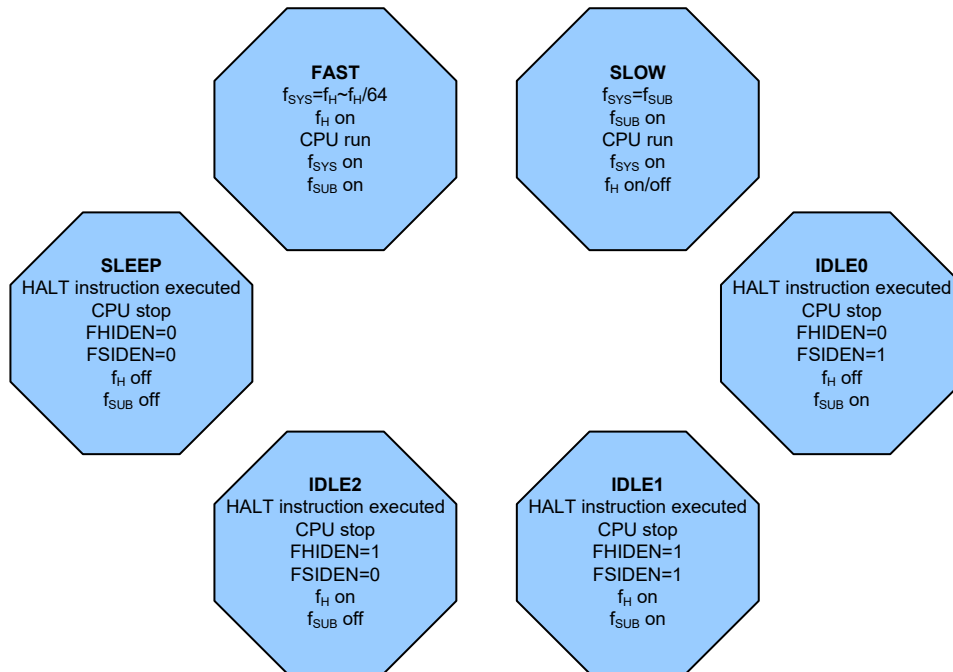 FAST
fSYS=fH~fH/64
fH on
CPU run
fSYS on
fSUB on
SLOW
fSYS=fSUB
fSUB on
CPU run
fSYS on
fH on/off
SLEEP
HALT instruction executed
CPU stop
FHIDEN=0
FSIDEN=0
fH off
fSUB off
IDLE0
HALT instruction executed
CPU stop
FHIDEN=0
FSIDEN=1
fH off
fSUB on
IDLE2
HALT instruction executed
CPU stop
FHIDEN=1
FSIDEN=0
fH on
fSUB off
IDLE1
HALT instruction executed
CPU stop
FHIDEN=1
FSIDEN=1
fH on
fSUB on